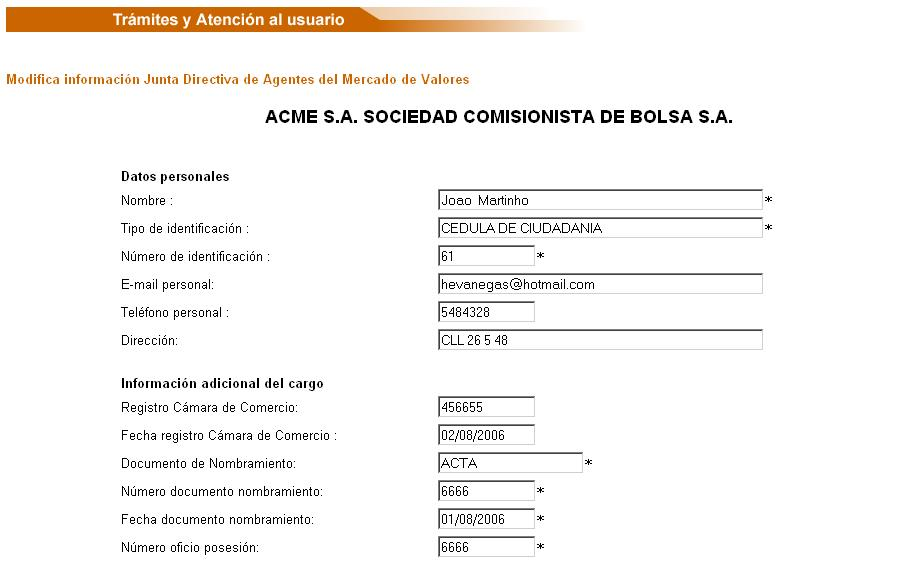 Trámites y Atención al usuario
Modifica información Junta Directiva de Agentes del Mercado de Valores
ACME S.A. SOCIEDAD COMISIONISTA DE BOLSA S.A.
Datos personales
Nombre : Joao Martinho *
Tipo de identificación : CEDULA DE CIUDADANIA *
Número de identificación : 61 *
E-mail personal: hevanegas@hotmail.com
Teléfono personal : 5484328
Dirección: CLL 26 5 48
Información adicional del cargo
Registro Cámara de Comercio: 456655
Fecha registro Cámara de Comercio : 02/08/2006
Documento de Nombramiento: ACTA *
Número documento nombramiento: 6666 *
Fecha documento nombramiento: 01/08/2006 *
Número oficio posesión: 6666 *